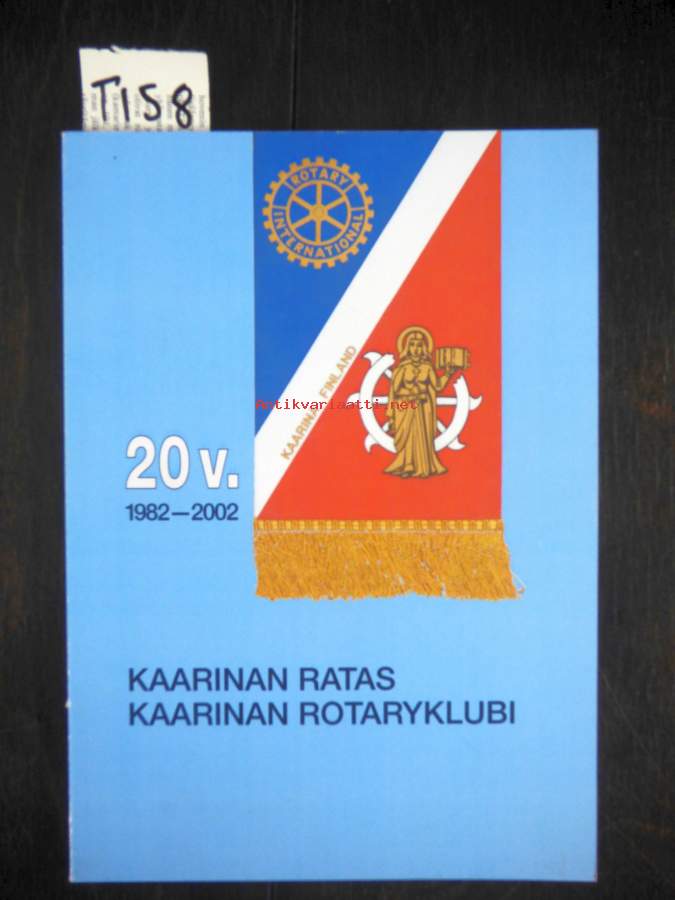 T158
ROTARY
INTERNATIONAL
KAARINA, FINLAND
Antikvariaatti.net
20 v.
1982–2002
KAARINAN RATAS
KAARINAN ROTARYKLUBI